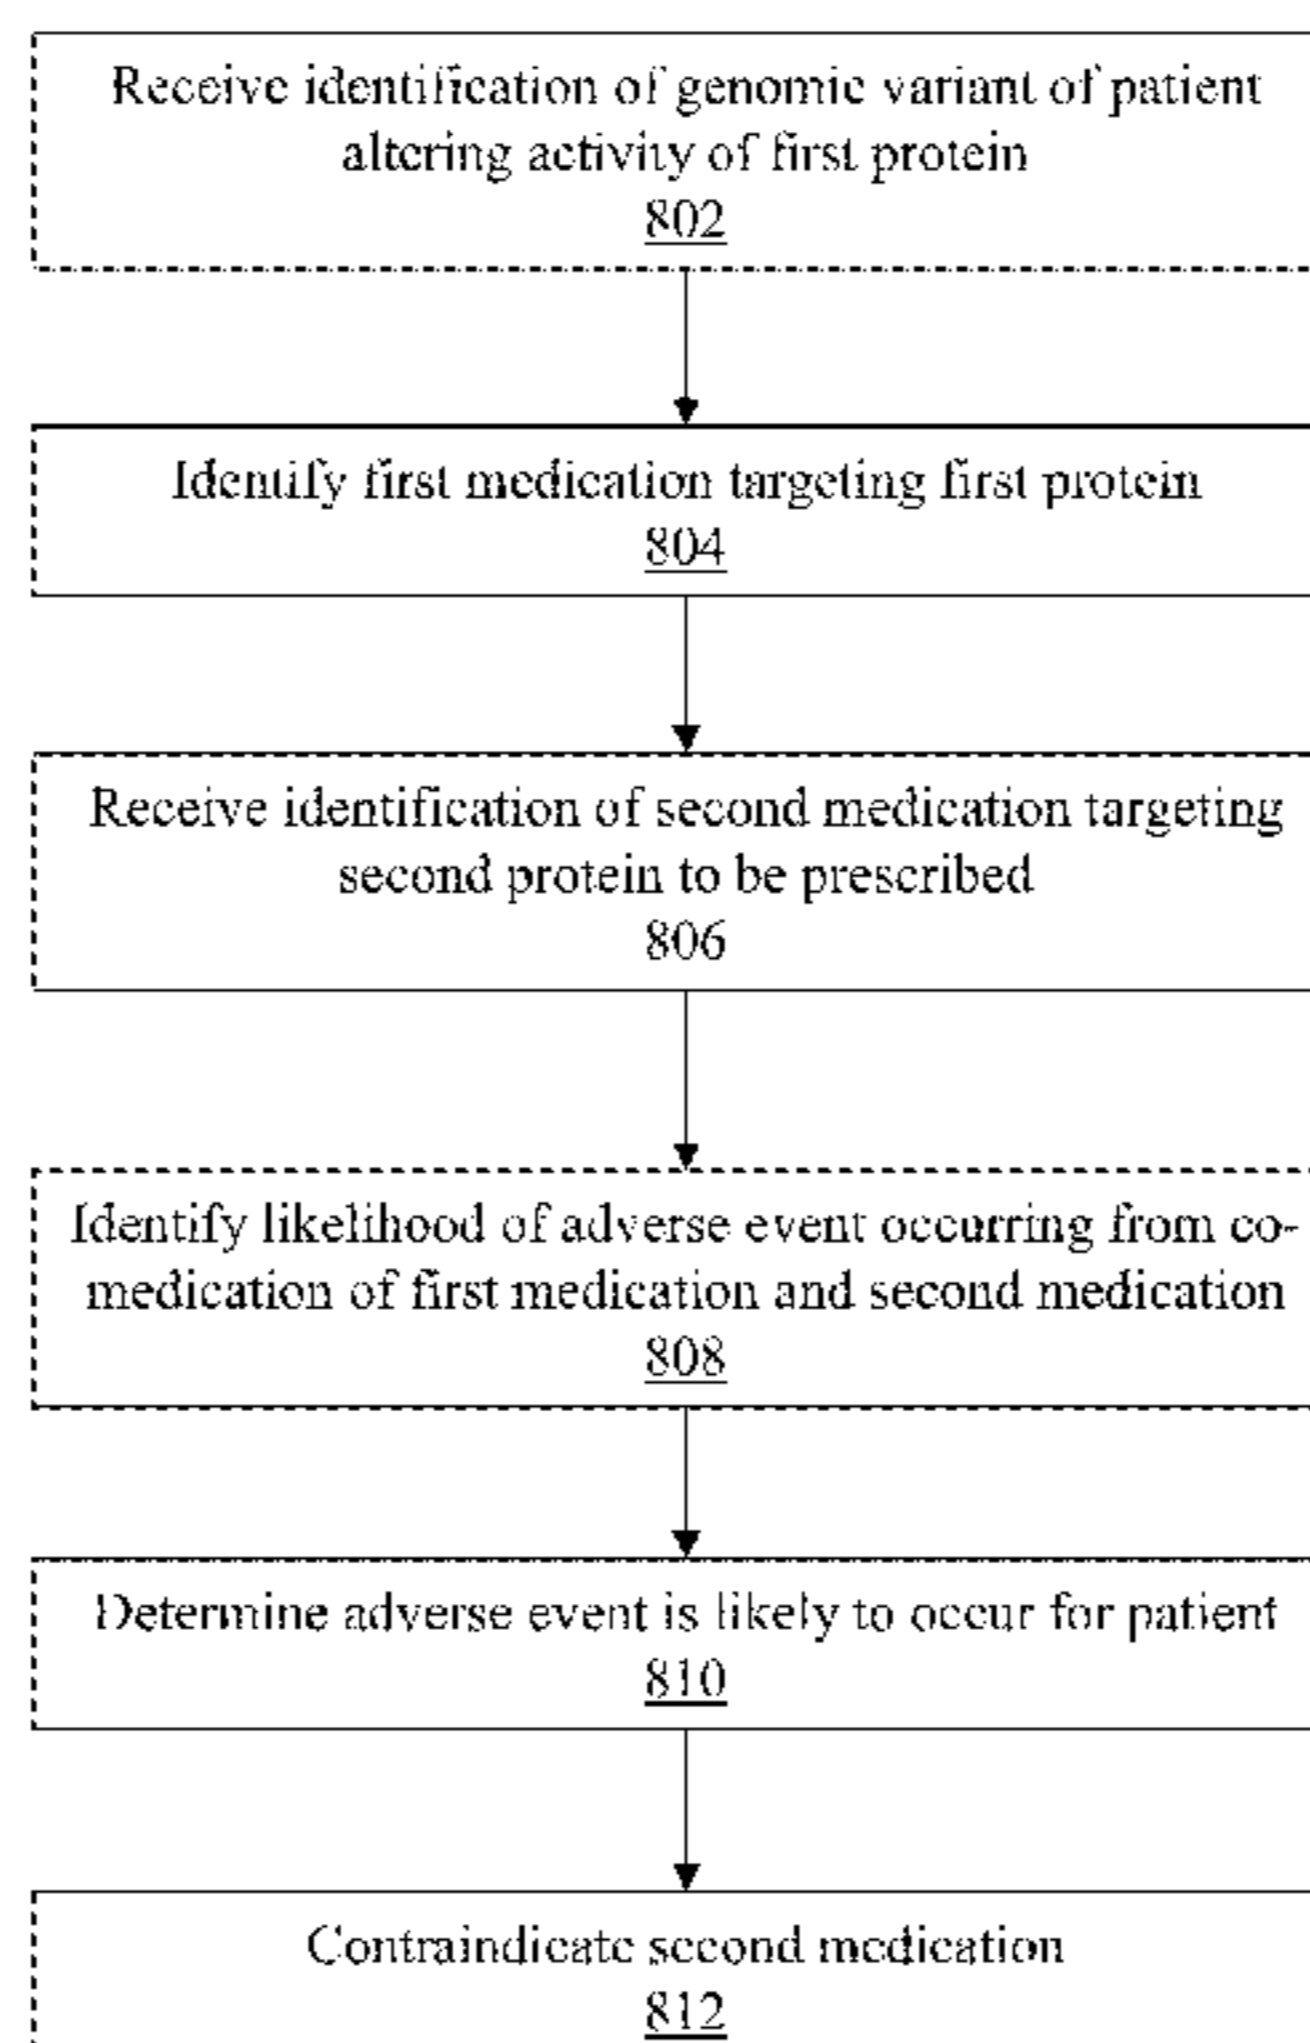 Receive identification of genomic variant of patient
altering activity of first protein
802
Identify first medication targeting first protein
804
Receive identification of second medication targeting
second protein to be prescribed
806
Identify likelihood of adverse event occurring from co-
medication of first medication and second medication
808
Determine adverse event is likely to occur for patient
810
Contraindicate second medication
812